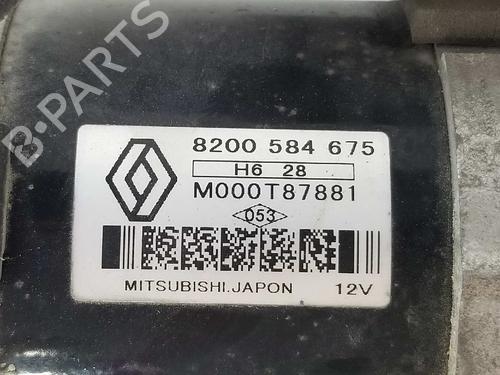 B-PARTS
8200 584 675
H6 28
M000T87881
053
MITSUBISHI.JAPON 12V